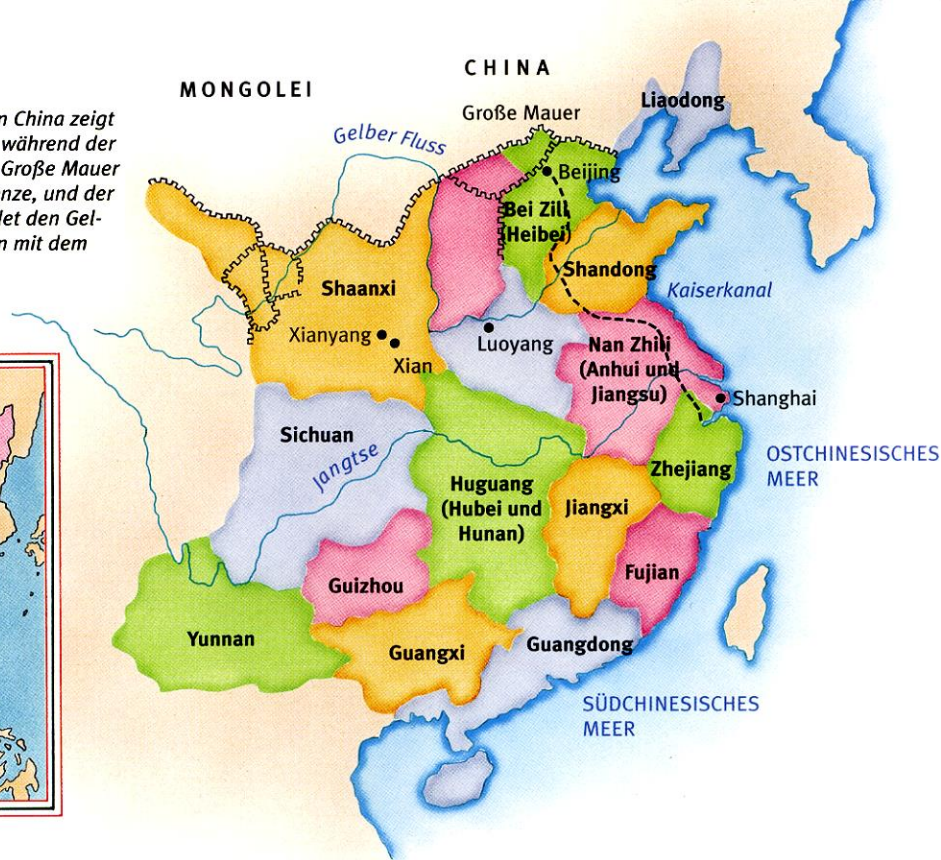 CHINA
MONGOLEI
Große Mauer
Liaodong
n China zeigt
während der
Große Mauer
enze, und der
det den Gel-
n mit dem
Gelber Fluss
Beijing
Bei Zili
(Heibei)
Shandong
Kaiserkanal
Shaanxi
Xianyang
Xian
Luoyang
Nan Zhili
(Anhui und
Jiangsu)
Shanghai
Sichuan
Jangtse
OSTCHINESISCHES
MEER
Zhejiang
Huguang
(Hubei und
Hunan)
Jiangxi
Guizhou
Fujian
Yunnan
Guangxi
Guangdong
SÜDCHINESISCHES
MEER